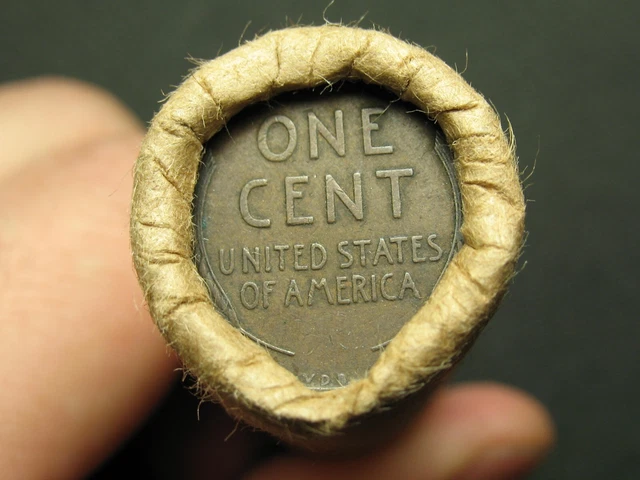 ONE
CENT
UNITED STATES
OF AMERICA
V.D.B.